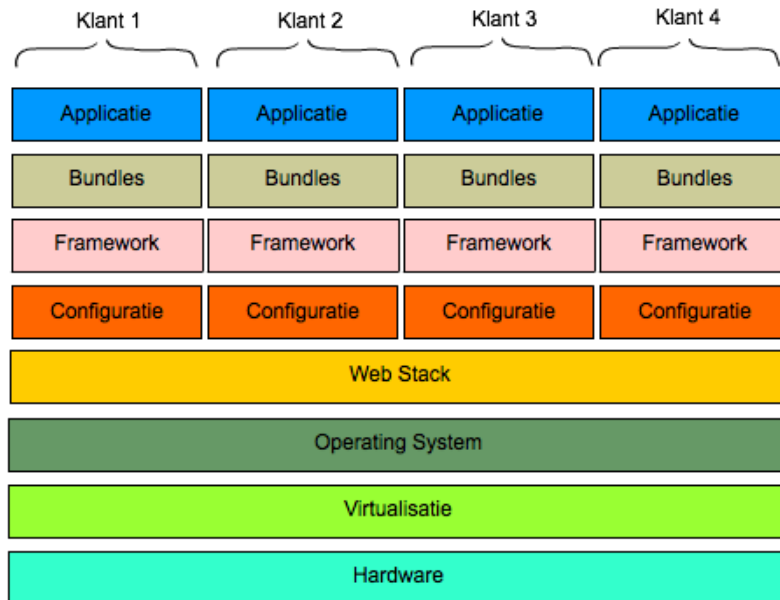 Klant 1 Klant 2 Klant 3 Klant 4
Applicatie Applicatie Applicatie Applicatie
Bundles Bundles Bundles Bundles
Framework Framework Framework Framework
Configuratie Configuratie Configuratie Configuratie
Web Stack
Operating System
Virtualisatie
Hardware